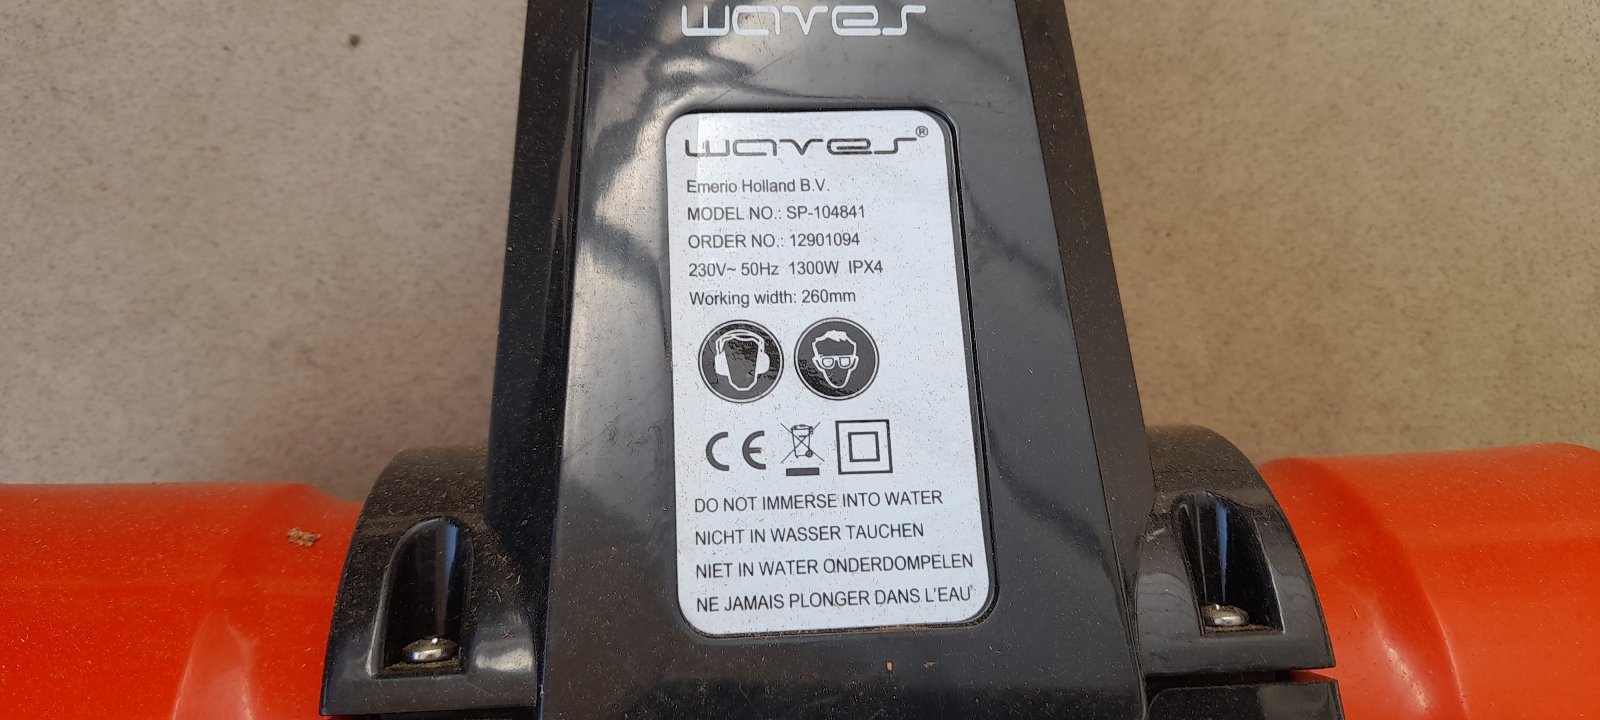 waves
waves®
Emerio Holland B.V.
MODEL NO.: SP-104841
ORDER NO.: 12901094
230V~ 50Hz 1300W IPX4
Working width: 260mm
CE
DO NOT IMMERSE INTO WATER
NICHT IN WASSER TAUCHEN
NIET IN WATER ONDERDOMPELEN
NE JAMAIS PLONGER DANS L'EAU